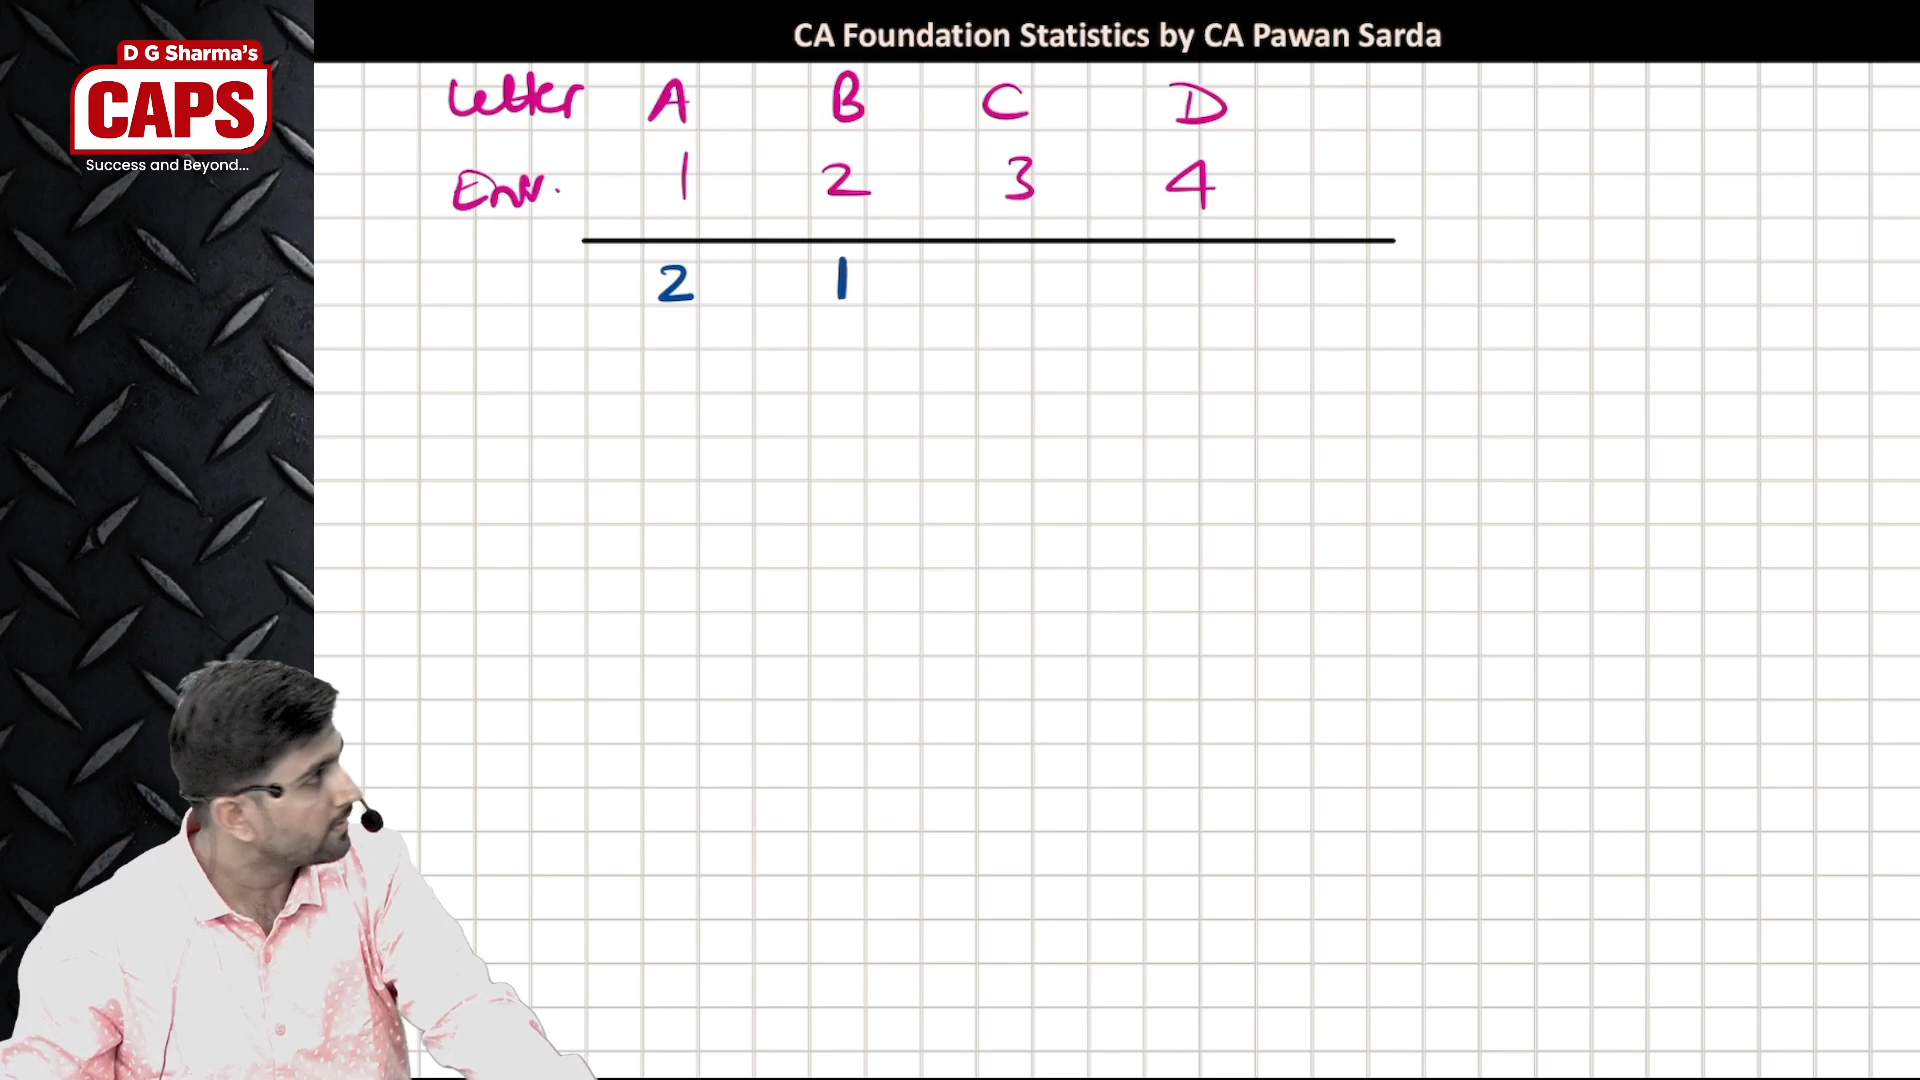 CA Foundation Statistics by CA Pawan Sarda
D G Sharma's
CAPS
Success and Beyond...
Letter A B C D
Env. 1 2 3 4
2 1